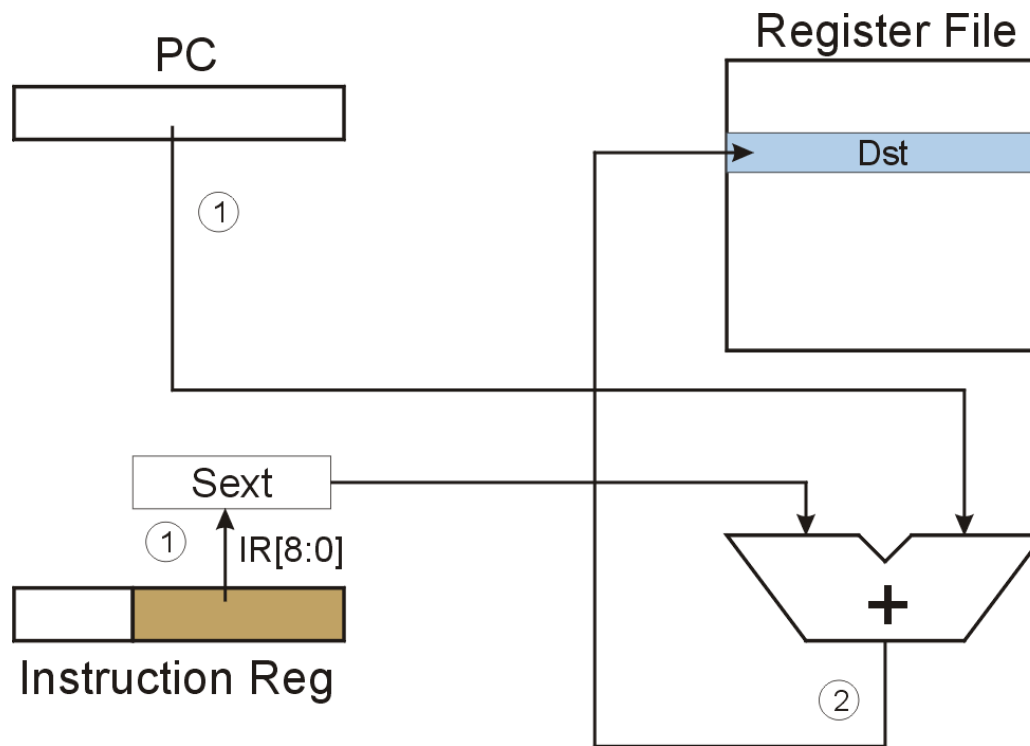 PC
Register File
Dst
1
Sext
1
IR[8:0]
+
Instruction Reg
2